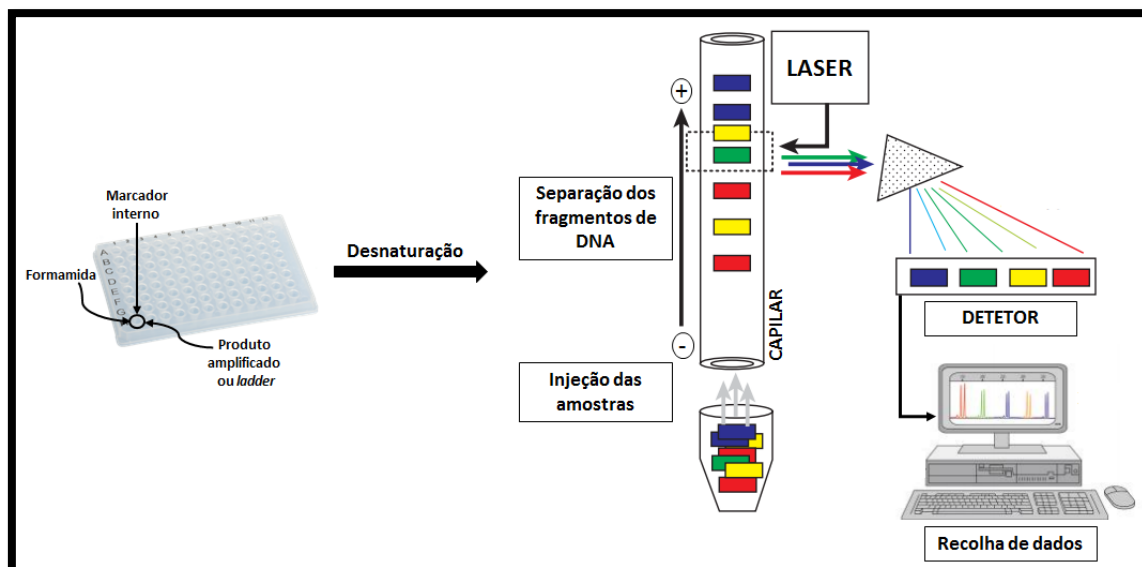 Marcador
interno
Formamida
A
B
C
D
E
F
G
Produto
amplificado
ou ladder
Desnaturação
Separação dos
fragmentos de
DNA
Injeção das
amostras
+
-
CAPILAR
LASER
DETETOR
Recolha de dados